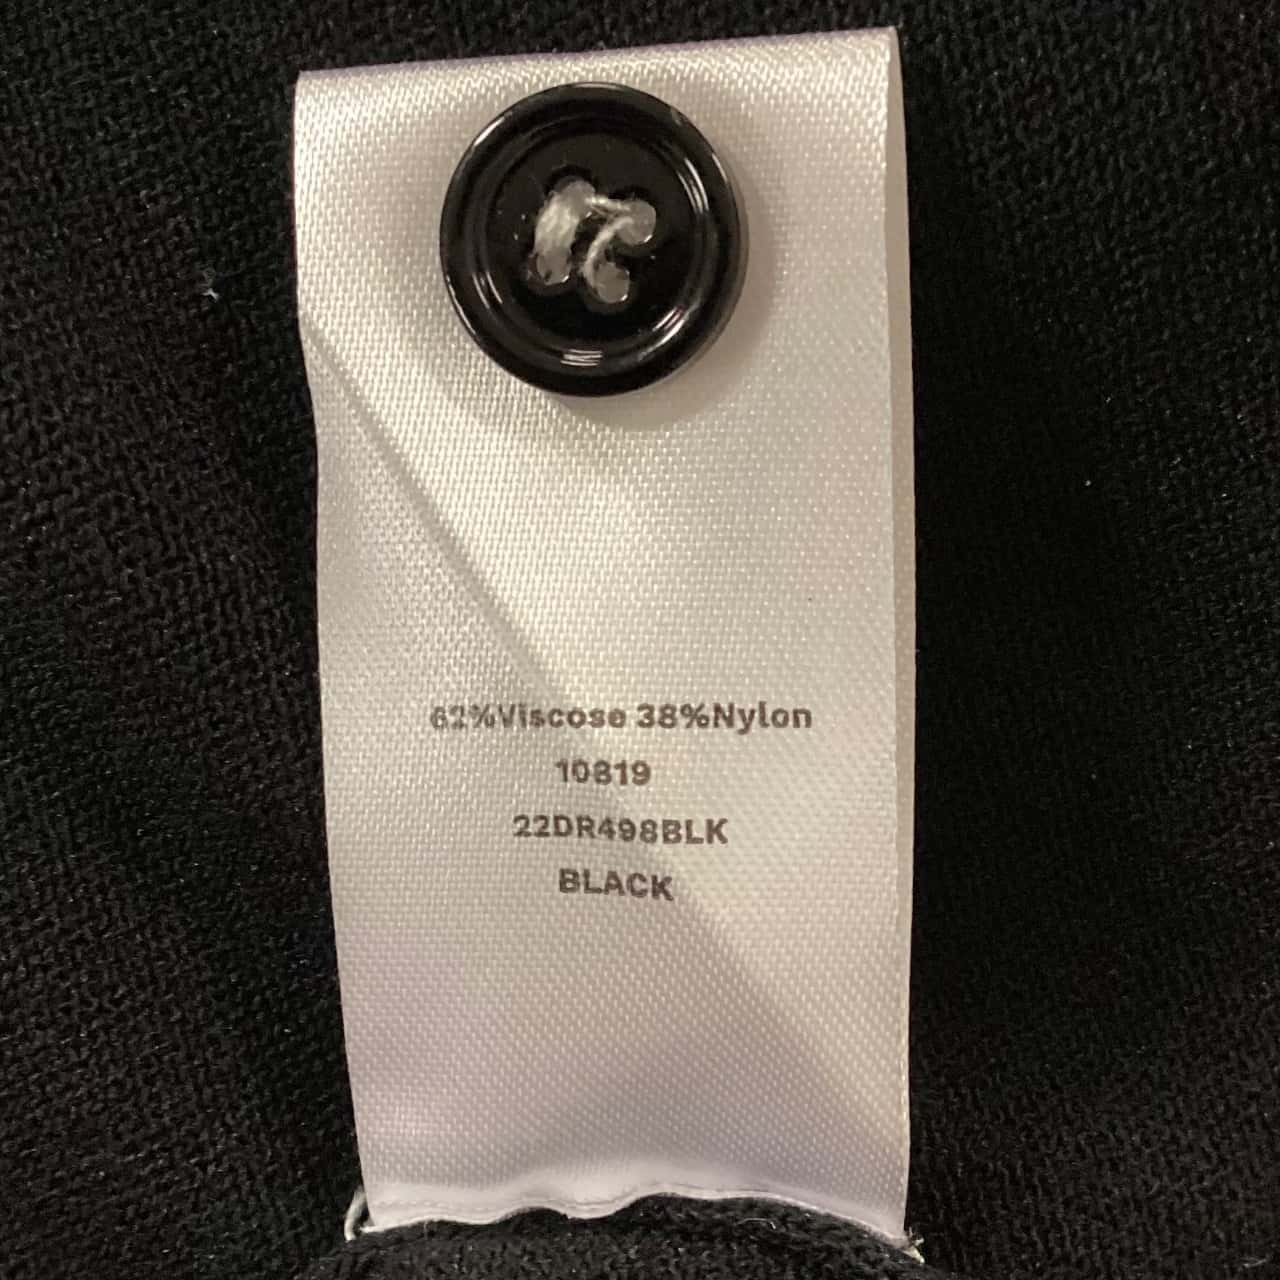 62%Viscose 38%Nylon
10819
22DR498BLK
BLACK